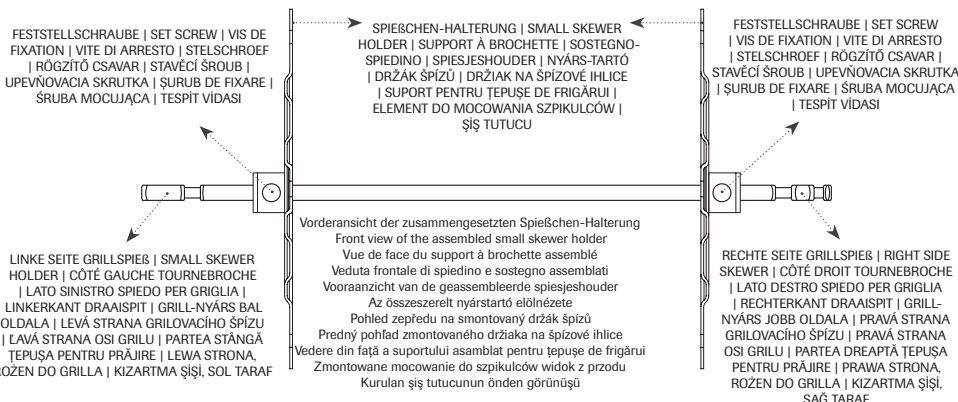 FESTSTELLSCHRAUBE | SET SCREW | VIS DE
FIXATION | VITE DI ARRESTO | STELSCHROEF
| RÖGZÍTŐ CSAVAR | STAVĚCÍ ŠROUB |
UPEVŇOVACIA SKRUTKA | ŞURUB DE FIXARE |
ŚRUBA MOCUJĄCA | TESPİT VİDASI
SPIEßCHEN-HALTERUNG | SMALL SKEWER
HOLDER | SUPPORT À BROCHETTE | SOSTEGNO-
SPIEDINO | SPIESJESHOUDER | NYÁRS-TARTÓ
| DRŽÁK ŠPÍZŮ | DRŽIAK NA ŠPÍZOVÉ IHLICE
| SUPORT PENTRU ŢEPUŞE DE FRIGĂRUI |
ELEMENT DO MOCOWANIA SZPIKULCÓW |
ŞİŞ TUTUCU
FESTSTELLSCHRAUBE | SET SCREW
| VIS DE FIXATION | VITE DI ARRESTO
| STELSCHROEF | RÖGZÍTŐ CSAVAR |
STAVĚCÍ ŠROUB | UPEVŇOVACIA SKRUTKA
| ŞURUB DE FIXARE | ŚRUBA MOCUJĄCA
| TESPİT VİDASI
LINKE SEITE GRILLSPIEß | SMALL SKEWER
HOLDER | CÔTÉ GAUCHE TOURNEBROCHE
| LATO SINISTRO SPIEDO PER GRIGLIA |
LINKERKANT DRAAISPIT | GRILL-NYÁRS BAL
OLDALA | LEVÁ STRANA GRILOVACÍHO ŠPÍZU
| ĽAVÁ STRANA OSI GRILU | PARTEA STÂNGĂ
ŢEPUŞA PENTRU PRĂJIRE | LEWA STRONA,
ROŻEN DO GRILLA | KIZARTMA ŞİŞİ, SOL TARAF
Vorderansicht der zusammengesetzten Spießchen-Halterung
Front view of the assembled small skewer holder
Vue de face du support à brochette assemblé
Veduta frontale di spiedino e sostegno assemblati
Vooraanzicht van de geassembleerde spiesjeshouder
Az összeszerelt nyárstartó elölnézete
Pohled zepředu na smontovaný držák špízů
Predný pohľad zmontovaného držiaka na špízové ihlice
Vedere din faţă a suportului asamblat pentru ţepuşe de frigărui
Zmontowane mocowanie do szpikulców widok z przodu
Kurulan şiş tutucunun önden görünüşü
RECHTE SEITE GRILLSPIEß | RIGHT SIDE
SKEWER | CÔTÉ DROIT TOURNEBROCHE
| LATO DESTRO SPIEDO PER GRIGLIA
| RECHTERKANT DRAAISPIT | GRILL-
NYÁRS JOBB OLDALA | PRAVÁ STRANA
GRILOVACÍHO ŠPÍZU | PRAVÁ STRANA
OSI GRILU | PARTEA DREAPTĂ ŢEPUŞA
PENTRU PRĂJIRE | PRAWA STRONA,
ROŻEN DO GRILLA | KIZARTMA ŞİŞİ,
SAĞ TARAF